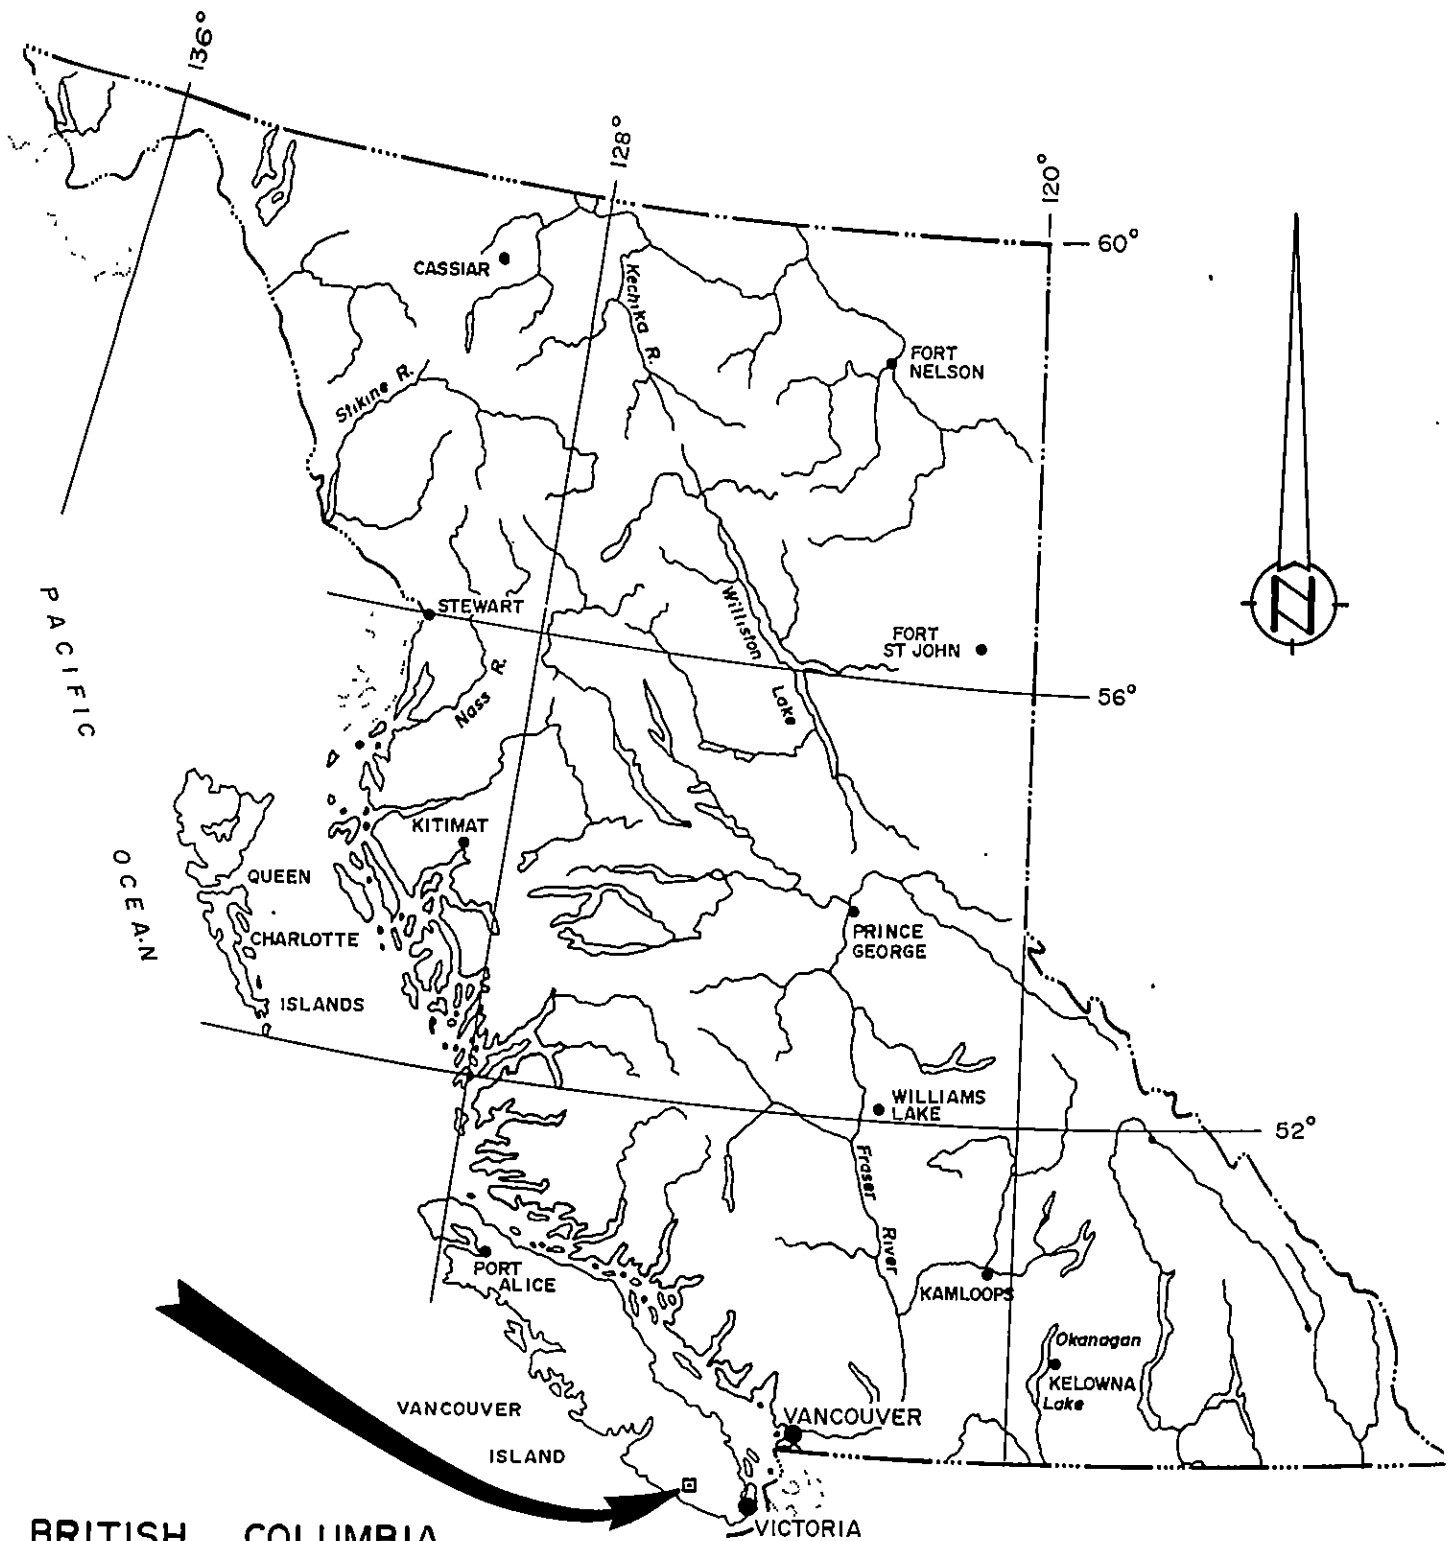 136°
128°
120°
60°
CASSIAR
Kechika R.
FORT
NELSON
Stikine R.
STEWART
PACIFIC
Nass R.
Williston
Lake
FORT
ST JOHN
56°
KITIMAT
OCEAN
QUEEN
CHARLOTTE
ISLANDS
PRINCE
GEORGE
WILLIAMS
LAKE
52°
Fraser
River
PORT
ALICE
KAMLOOPS
Okanagan
KELOWNA
Lake
VANCOUVER
ISLAND
VANCOUVER
N
VICTORIA
BRITISH COLUMBIA